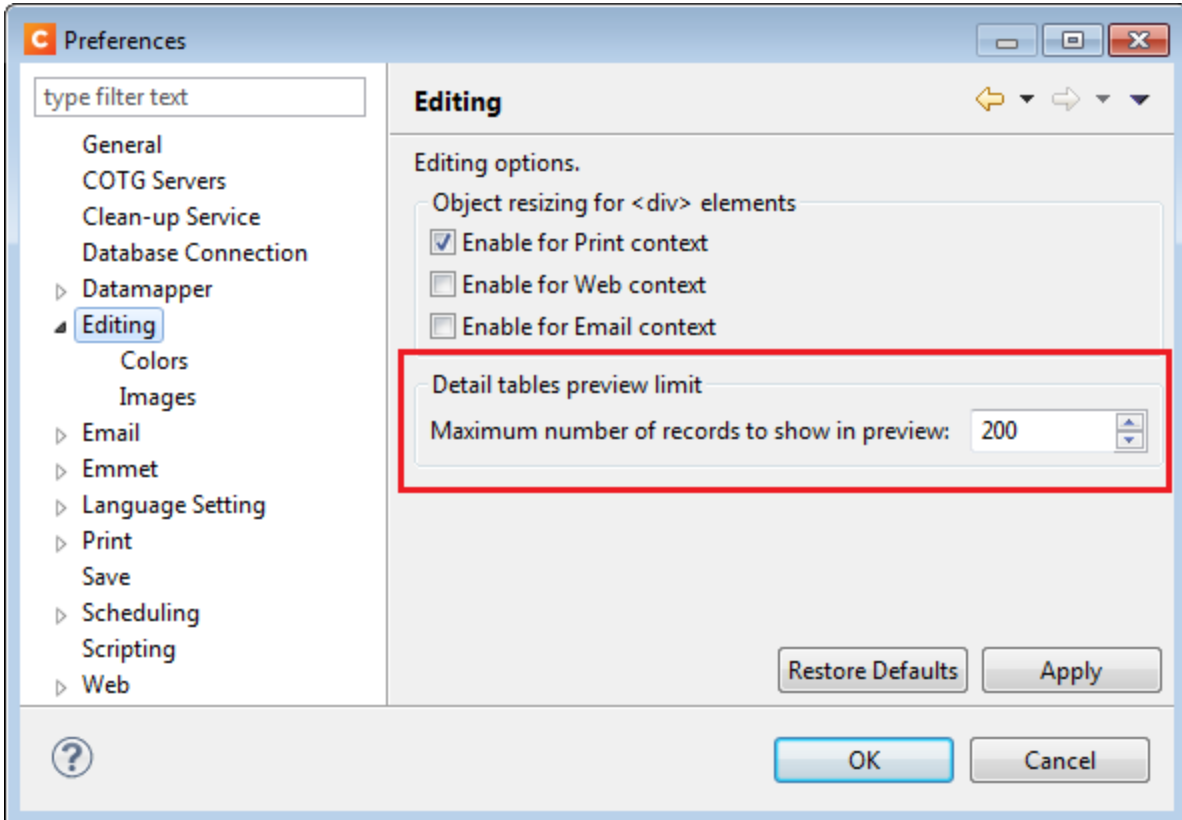 C Preferences
type filter text
General
COTG Servers
Clean-up Service
Database Connection
Datamapper
Editing
Colors
Images
Email
Emmet
Language Setting
Print
Save
Scheduling
Scripting
Web
Editing
Editing options.
Object resizing for <div> elements
Enable for Print context
Enable for Web context
Enable for Email context
Detail tables preview limit
Maximum number of records to show in preview: 200
Restore Defaults Apply
? OK Cancel